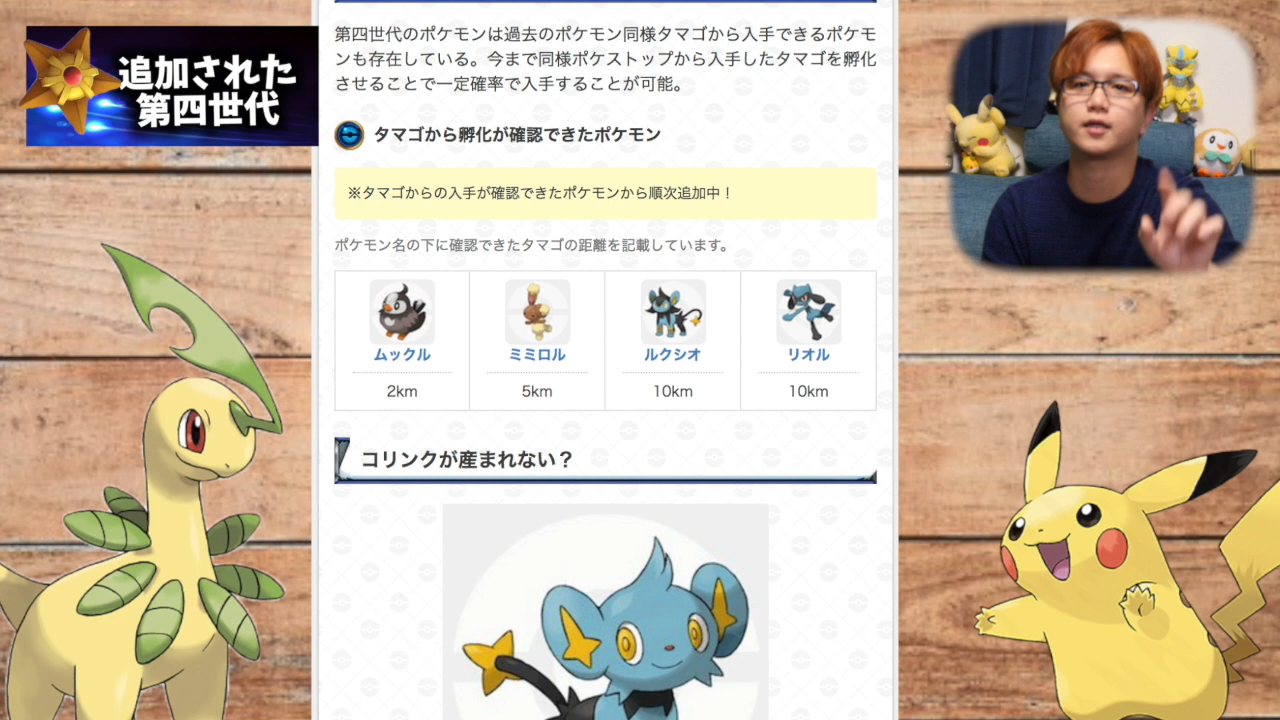 追加された
第四世代
第四世代のポケモンは過去のポケモン同様タマゴから入手できるポケモ
ンも存在している。今まで同様ポケストップから入手したタマゴを孵化
させることで一定確率で入手することが可能。
タマゴから孵化が確認できたポケモン
※タマゴからの入手が確認できたポケモンから順次追加中！
ポケモン名の下に確認できたタマゴの距離を記載しています。
ムックル
ミミロル
ルクシオ
リオル
2km
5km
10km
10km
コリンクが産まれない？